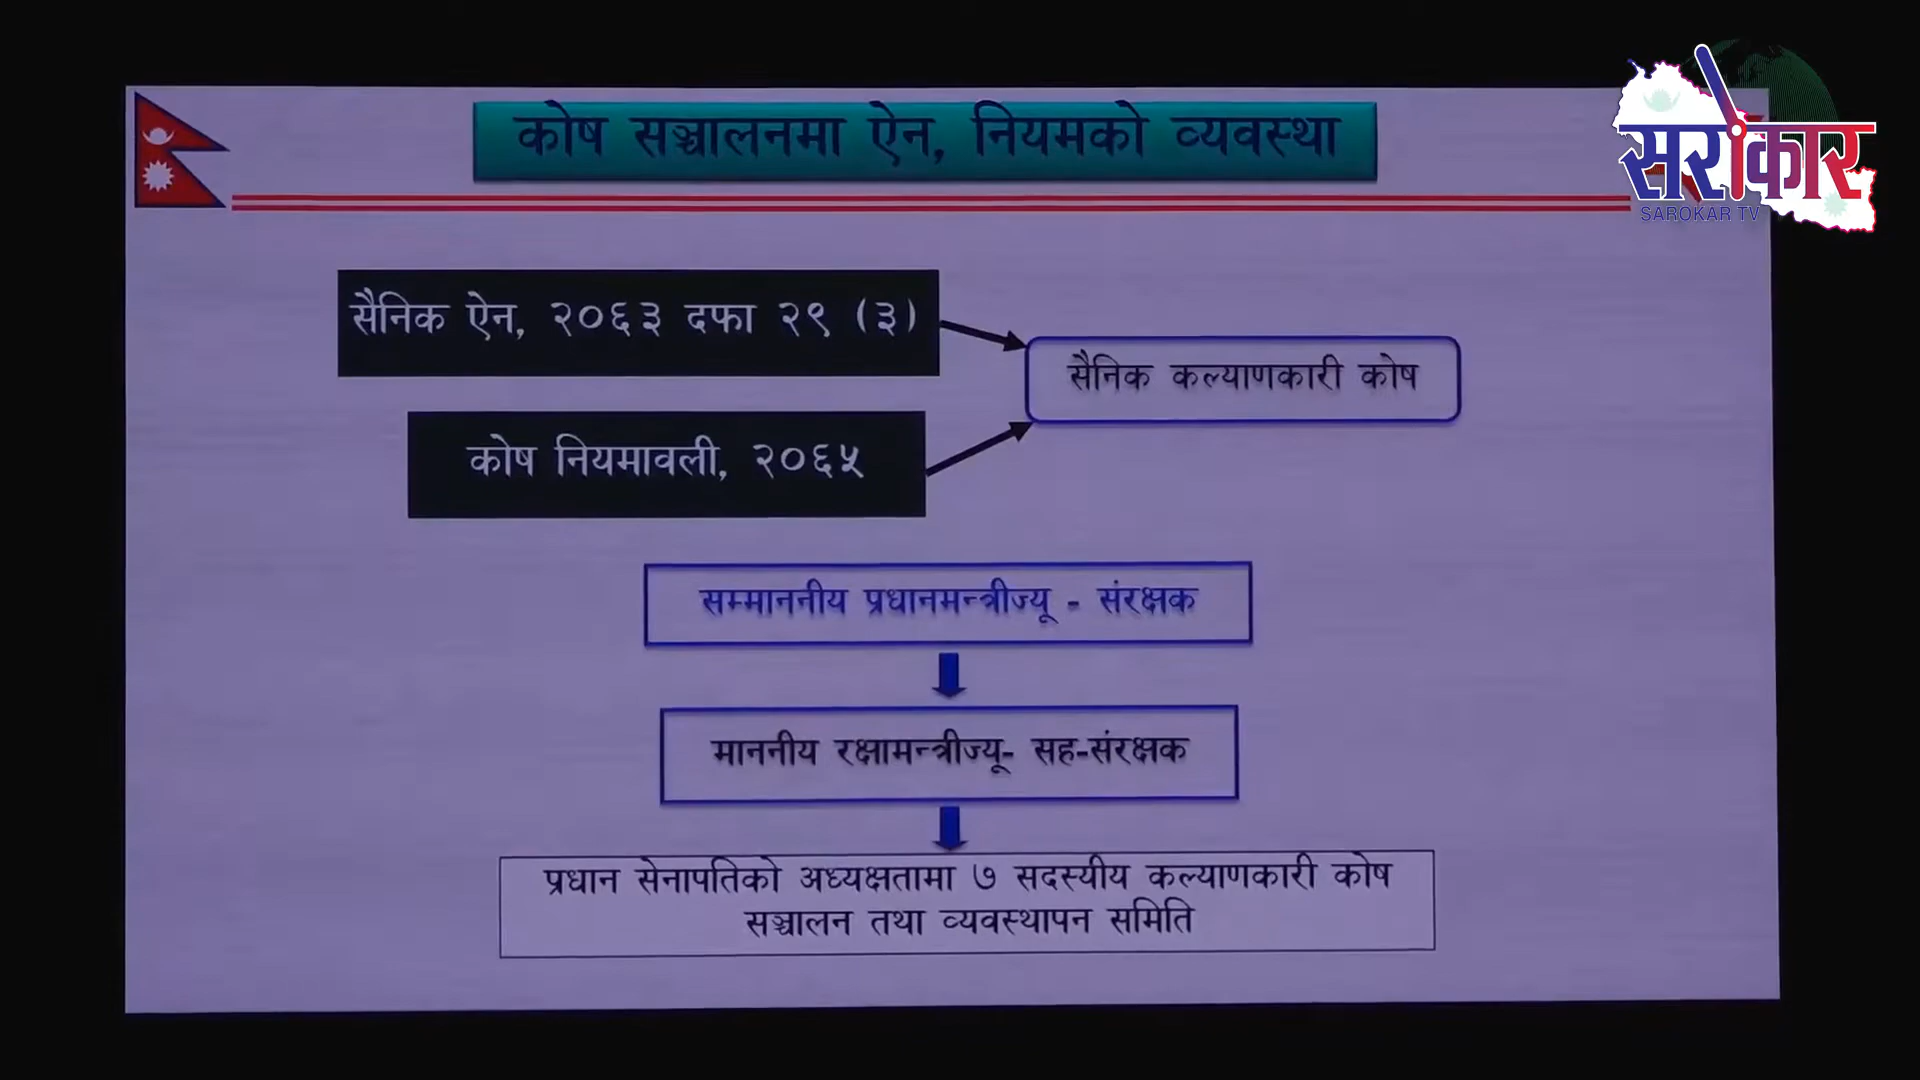 कोष सञ्चालनमा ऐन, नियमको व्यवस्था
सरोकार
SAROKAR TV
सैनिक ऐन, २०६३ दफा २९ (३)
सैनिक कल्याणकारी कोष
कोष नियमावली, २०६५
सम्माननीय प्रधानमन्त्रीज्यू - संरक्षक
माननीय रक्षामन्त्रीज्यू- सह-संरक्षक
प्रधान सेनापतिको अध्यक्षतामा ७ सदस्यीय कल्याणकारी कोष
सञ्चालन तथा व्यवस्थापन समिति